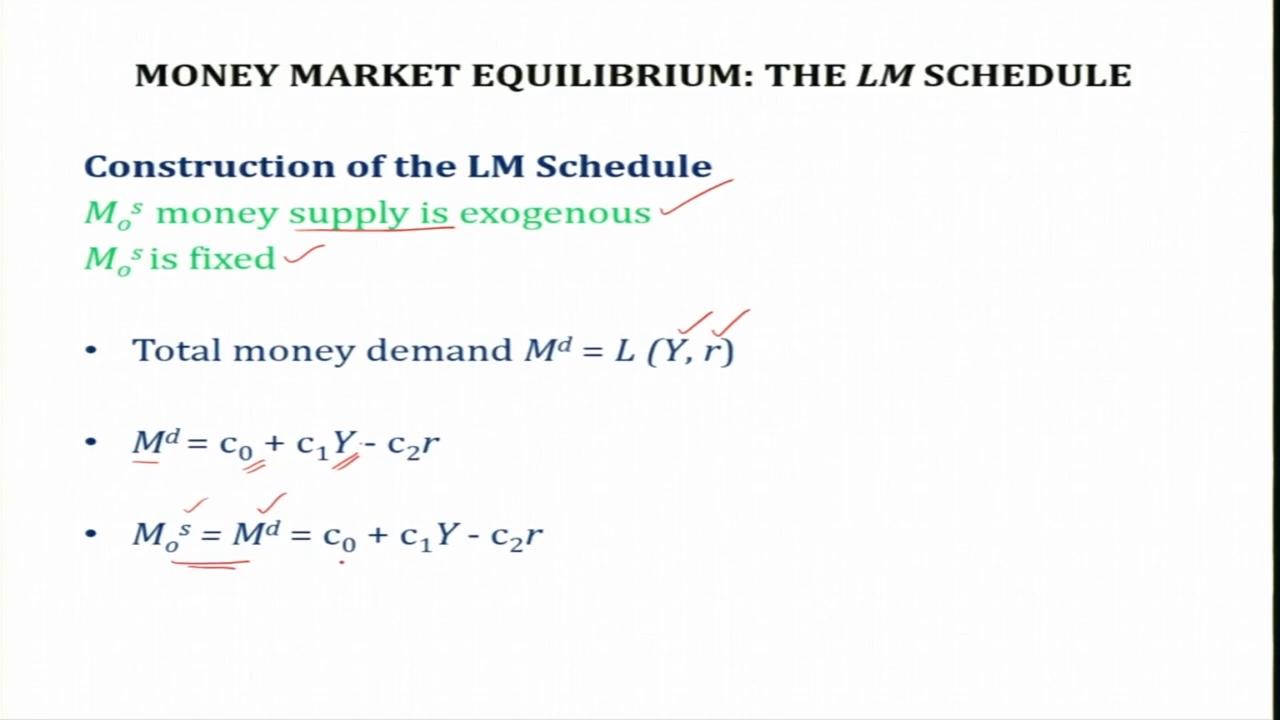 MONEY MARKET EQUILIBRIUM: THE LM SCHEDULE
Construction of the LM Schedule
Mₒˢ money supply is exogenous
Mₒˢ is fixed
• Total money demand Mᵈ = L (Y, r)
• Mᵈ = c₀ + c₁Y - c₂r
• Mₒˢ = Mᵈ = c₀ + c₁Y - c₂r